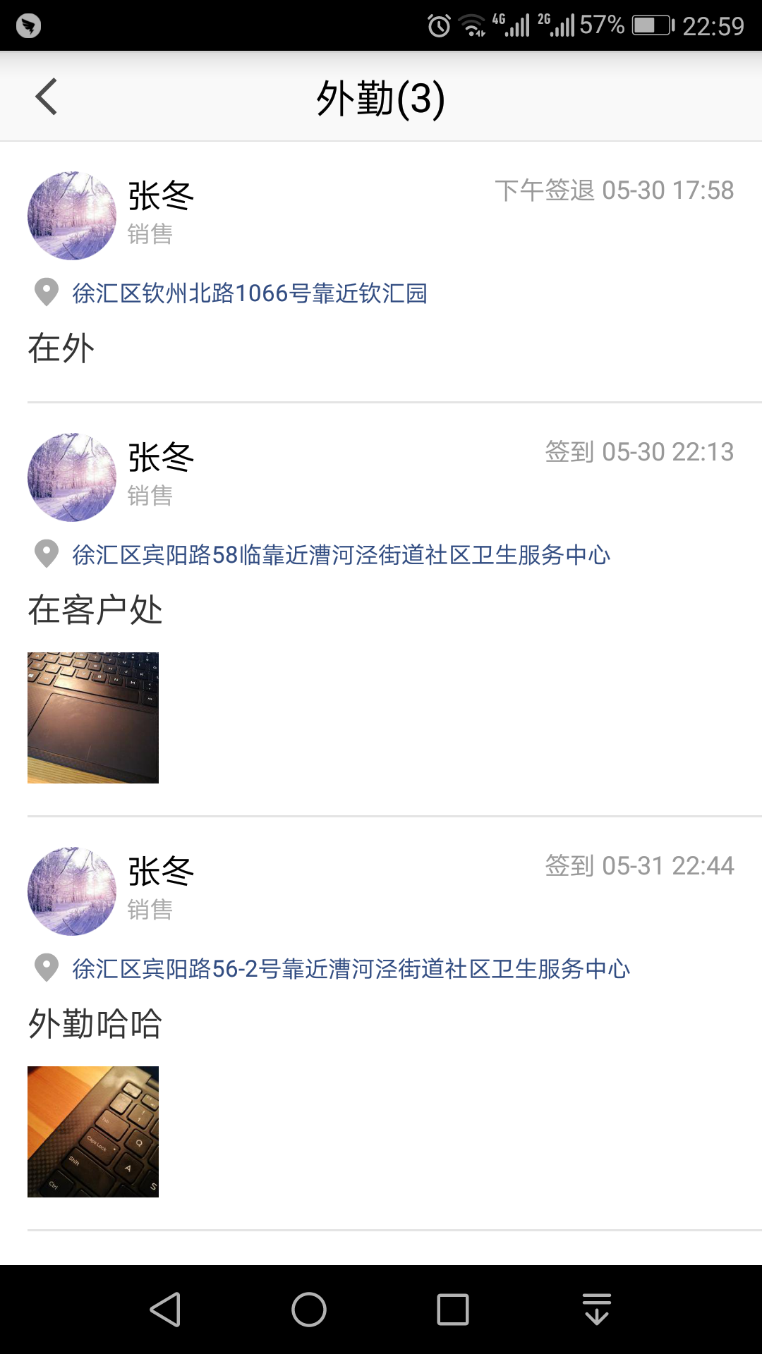 4G 2G 57% 22:59
外勤(3)
张冬 下午签退 05-30 17:58
销售
徐汇区钦州北路1066号靠近钦汇园
在外
张冬 签到 05-30 22:13
销售
徐汇区宾阳路58临靠近漕河泾街道社区卫生服务中心
在客户处
张冬 签到 05-31 22:44
销售
徐汇区宾阳路56-2号靠近漕河泾街道社区卫生服务中心
外勤哈哈
Caps Lock
Q
Shift
A
Ctrl
S